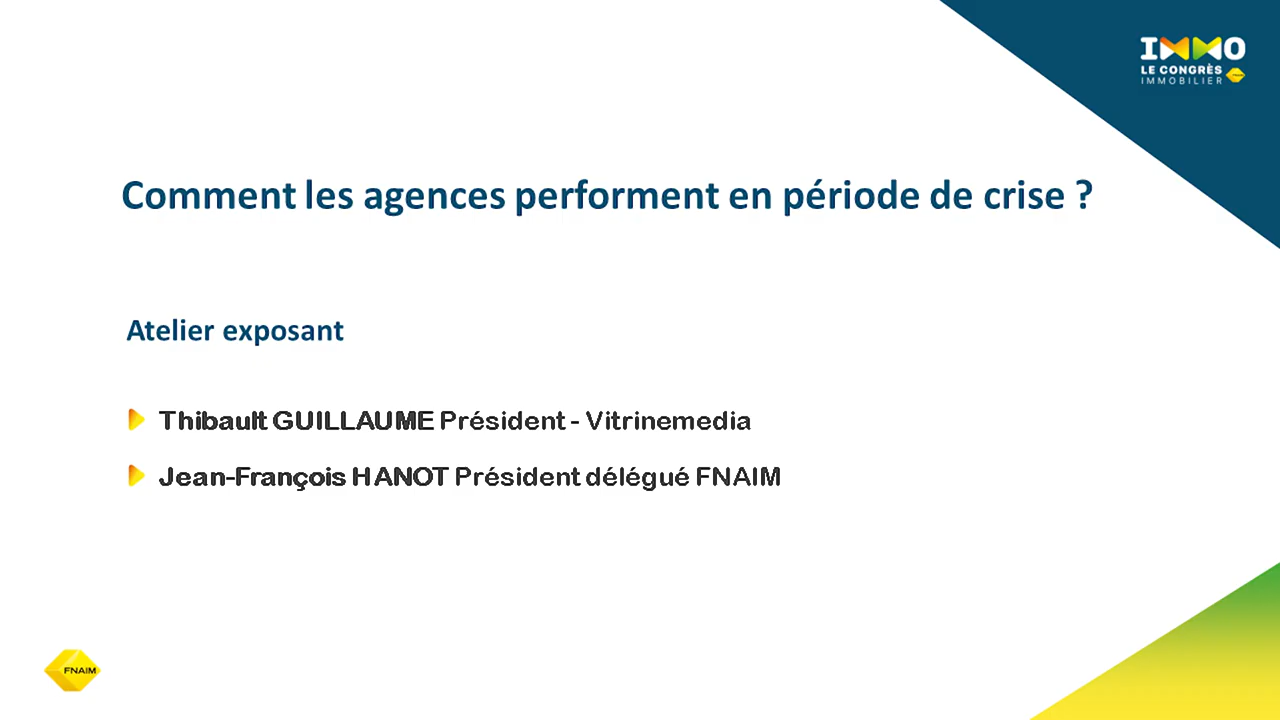 IMMO
LE CONGRÈS
FNAIM
IMMOBILIER
Comment les agences performent en période de crise ?
Atelier exposant
Thibault GUILLAUME Président - Vitrinemedia
Jean-François HANOT Président délégué FNAIM
FNAIM